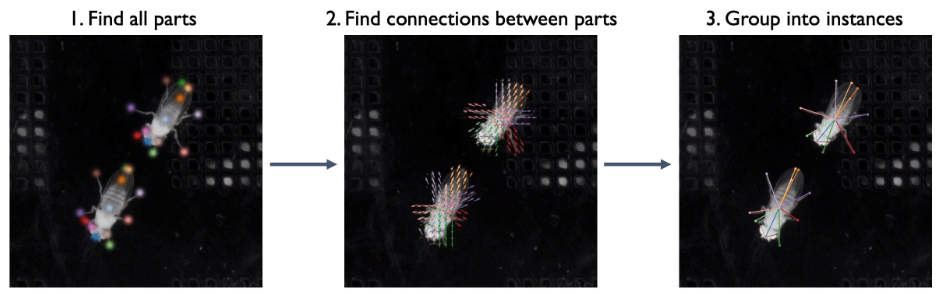 1. Find all parts
2. Find connections between parts
3. Group into instances